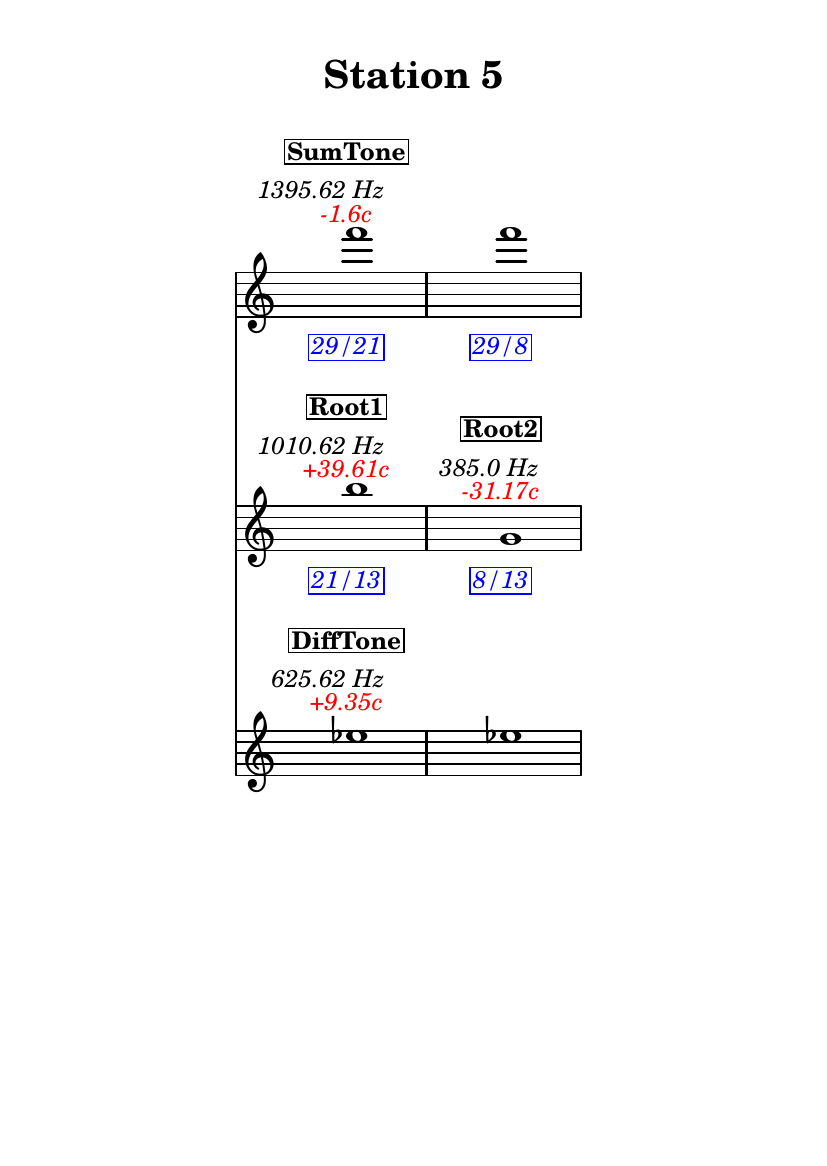 Station 5
SumTone
1395.62 Hz
-1.6c
29/21 29/8
Root1
Root2
1010.62 Hz
385.0 Hz
+39.61c
-31.17c
21/13 8/13
DiffTone
625.62 Hz
+9.35c